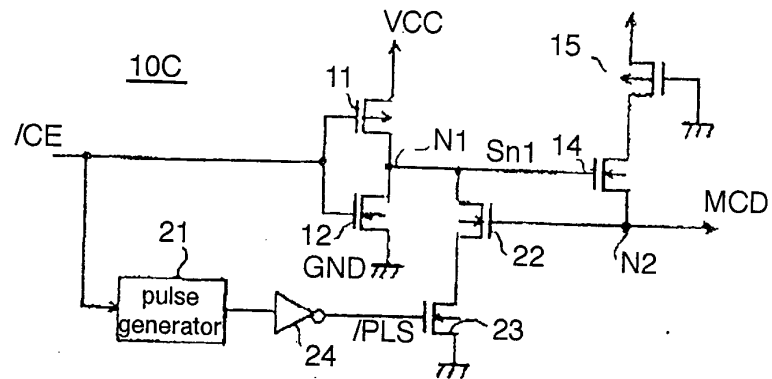 10C
VCC
15
11
/CE
N1
Sn1
14
MCD
12
GND
22
N2
21
pulse
generator
24
/PLS
23